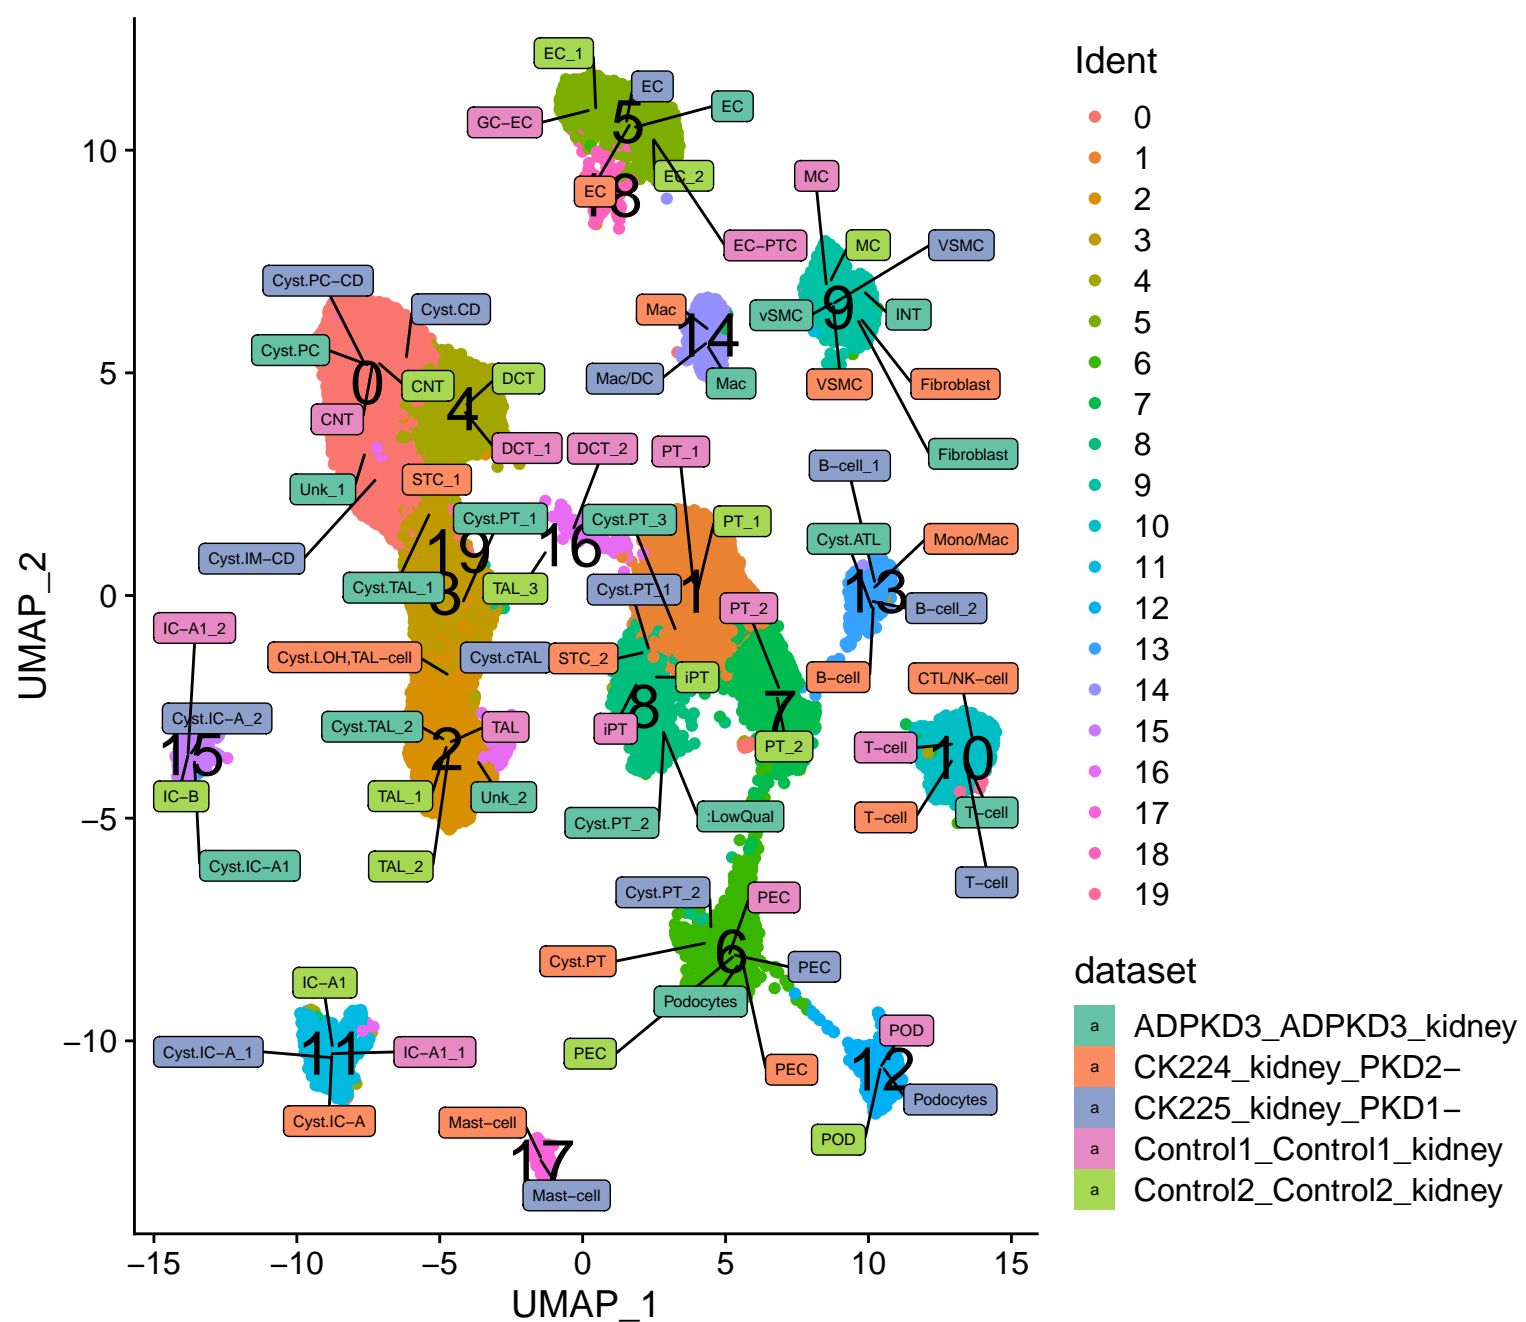 EC_1
EC
EC
GC−EC
5
EC_2
EC
18
EC−PTC
MC
MC
VSMC
vSMC
9
INT
VSMC
Fibroblast
Fibroblast
Mac
14
Mac/DC
Mac
Cyst.PC−CD
Cyst.CD
Cyst.PC
0
CNT
CNT
DCT
4
DCT_1
DCT_2
PT_1
Unk_1
STC_1
Cyst.PT_1
Cyst.PT_3
PT_1
Cyst.IM−CD
19
16
Cyst.TAL_1
3
TAL_3
Cyst.PT_1
1
PT_2
B−cell_1
Cyst.ATL
Mono/Mac
13
B−cell_2
B−cell
IC−A1_2
Cyst.LOH,TAL−cell
Cyst.cTAL
STC_2
iPT
8
iPT
7
PT_2
CTL/NK−cell
T−cell
10
T−cell
T−cell
T−cell
Cyst.IC−A_2
15
IC−B
Cyst.IC−A1
Cyst.TAL_2
2
TAL
TAL_1
Unk_2
TAL_2
Cyst.PT_2
:LowQual
Cyst.PT_2
PEC
Cyst.PT
6
PEC
Podocytes
PEC
PEC
IC−A1
11
Cyst.IC−A_1
IC−A1_1
Cyst.IC−A
POD
12
Podocytes
POD
Mast−cell
17
Mast−cell
10
5
0
−5
−10
UMAP_2
−15
−10
−5
0
5
10
15
UMAP_1
Ident
0
1
2
3
4
5
6
7
8
9
10
11
12
13
14
15
16
17
18
19
dataset
a ADPKD3_ADPKD3_kidney
a CK224_kidney_PKD2−
a CK225_kidney_PKD1−
a Control1_Control1_kidney
a Control2_Control2_kidney